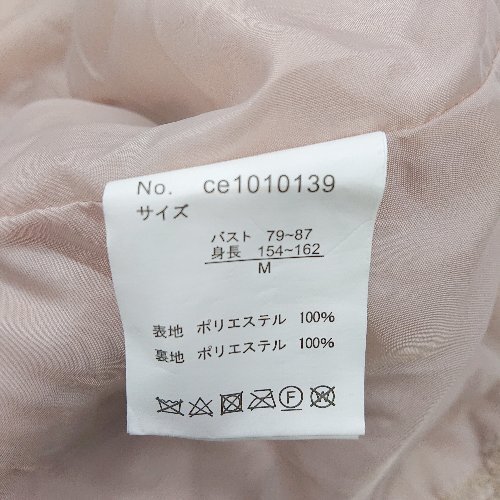 No. ce1010139
サイズ
バスト 79~87
身長 154~162
M
表地 ポリエステル 100%
裏地 ポリエステル 100%
F W